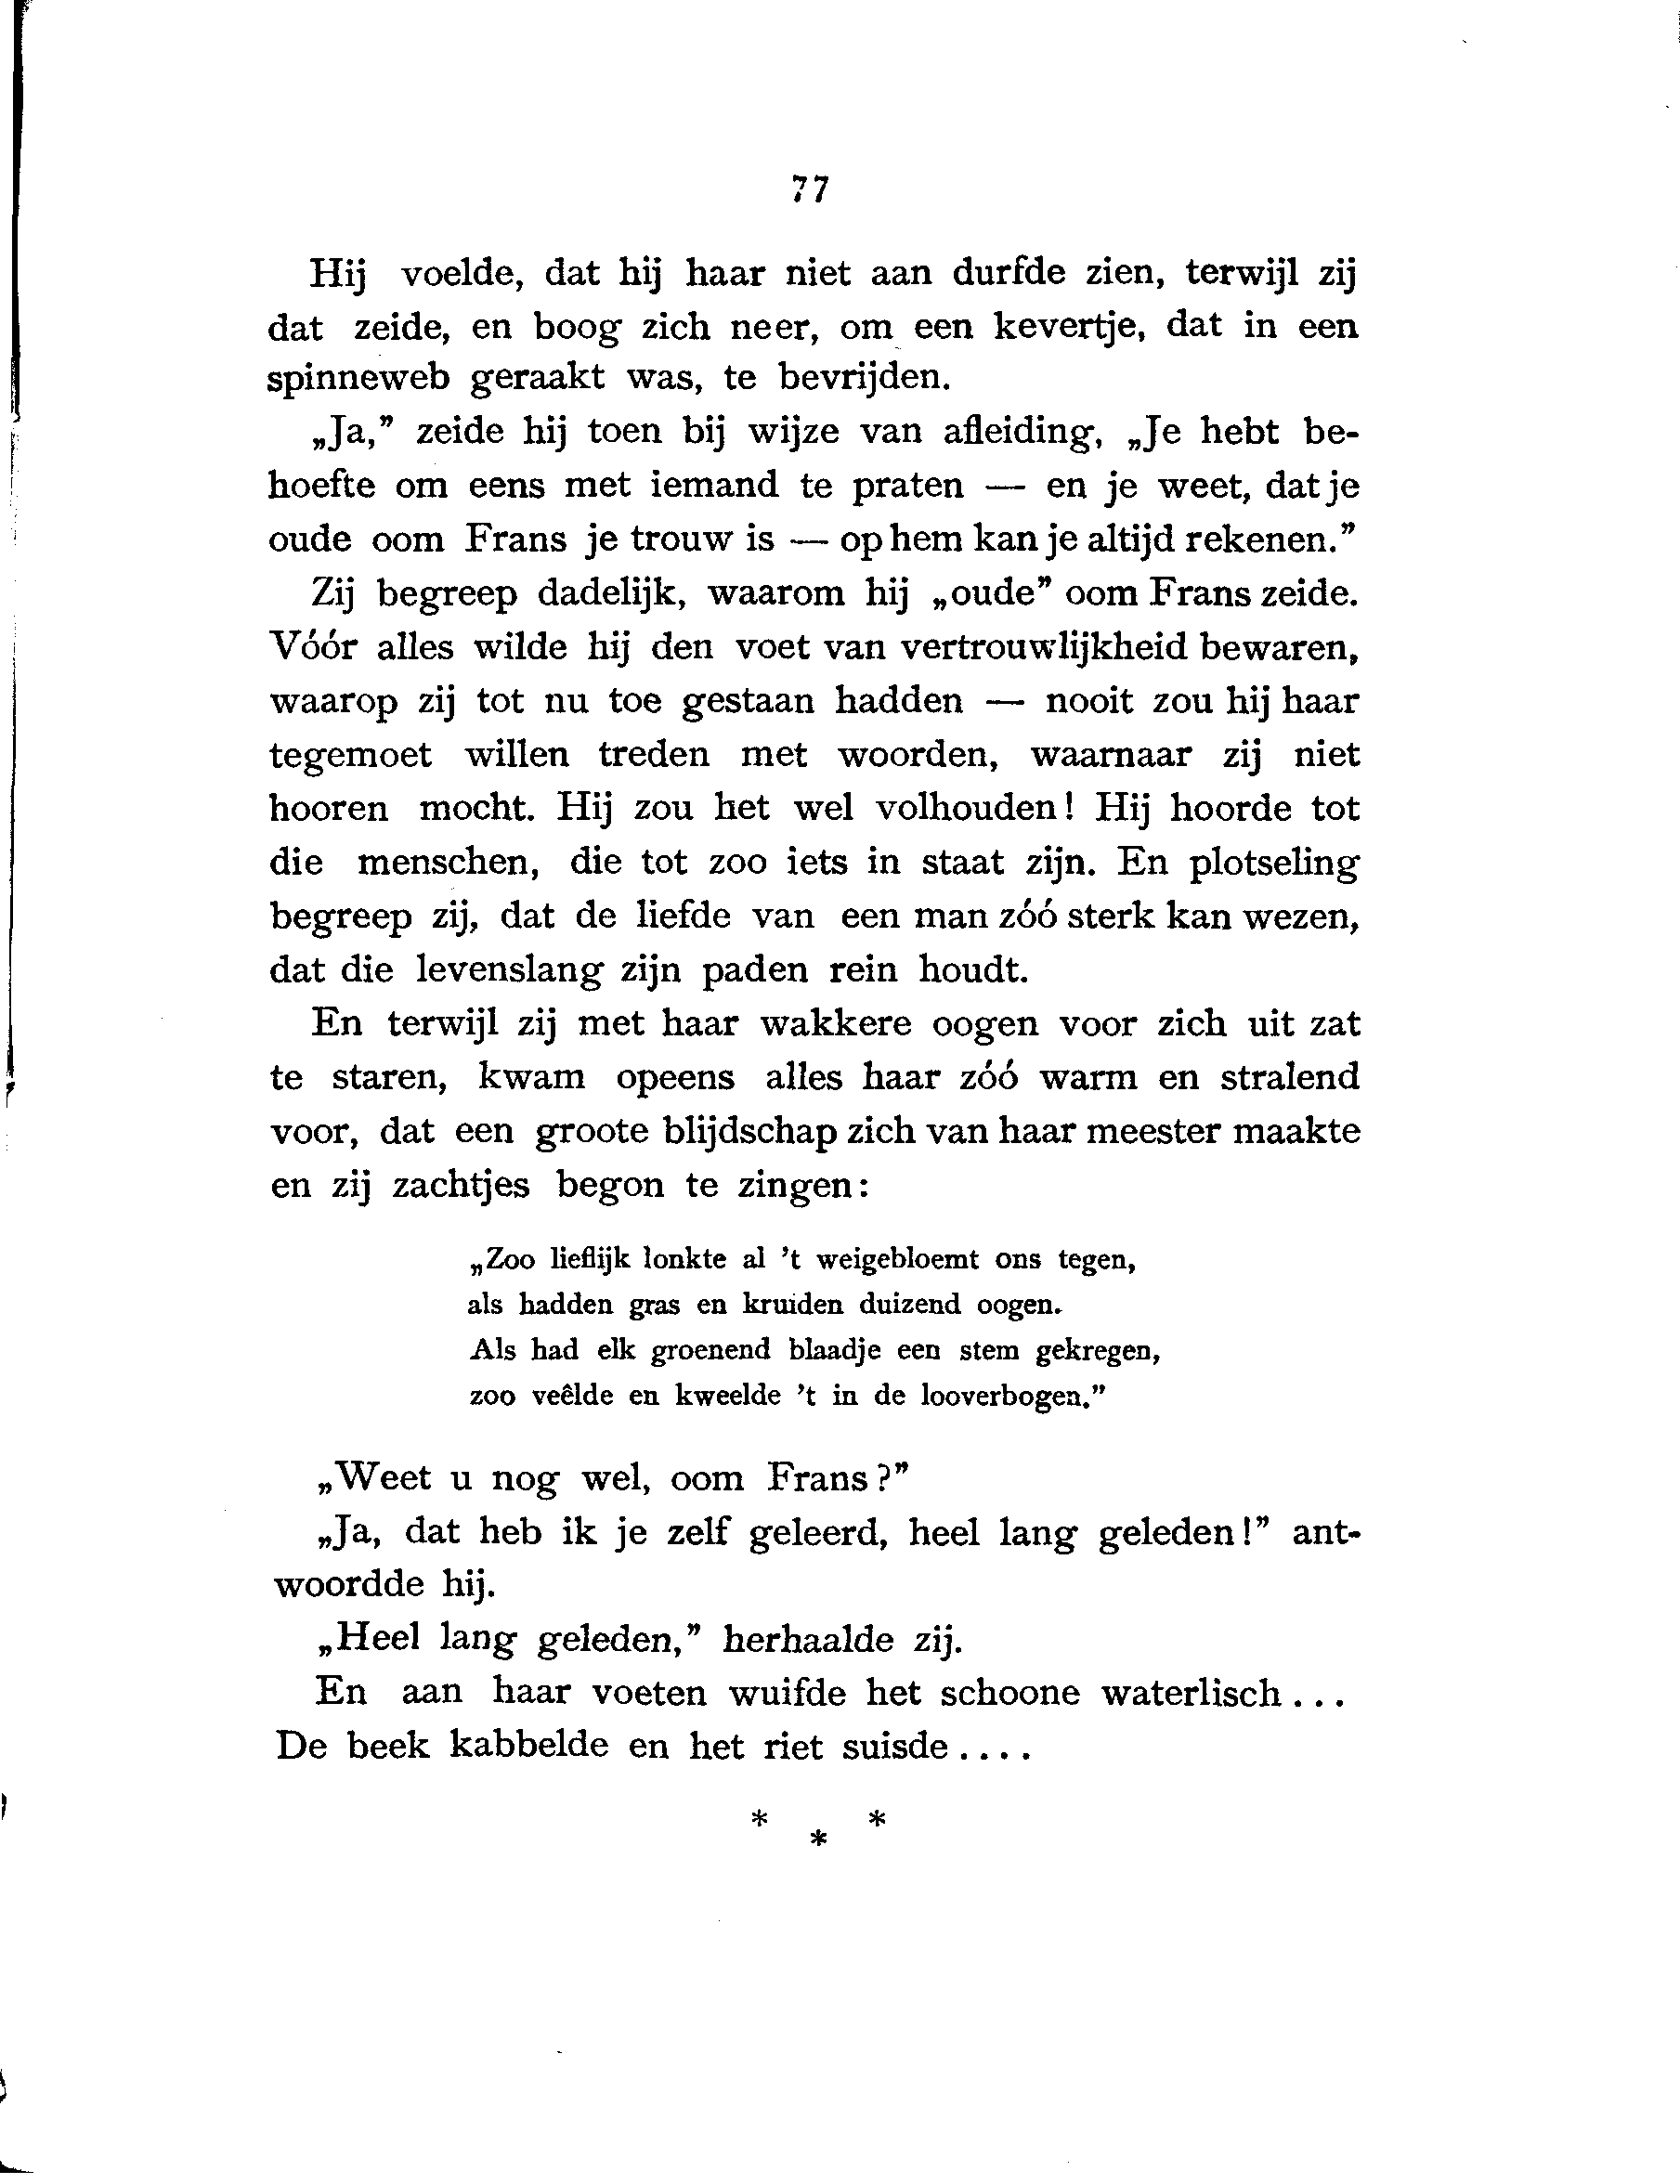 77
Hij voelde, dat hij haar niet aan durfde zien, terwijl zij
dat zeide, en boog zich neer, om een kevertje, dat in een
spinneweb geraakt was, te bevrijden.
„Ja,” zeide hij toen bij wijze van afleiding, „Je hebt be-
hoefte om eens met iemand te praten — en je weet, dat je
oude oom Frans je trouw is — op hem kan je altijd rekenen.”
Zij begreep dadelijk, waarom hij „oude” oom Frans zeide.
Vóór alles wilde hij den voet van vertrouwlijkheid bewaren,
waarop zij tot nu toe gestaan hadden — nooit zou hij haar
tegemoet willen treden met woorden, waarnaar zij niet
hooren mocht. Hij zou het wel volhouden! Hij hoorde tot
die menschen, die tot zoo iets in staat zijn. En plotseling
begreep zij, dat de liefde van een man zóó sterk kan wezen,
dat die levenslang zijn paden rein houdt.
En terwijl zij met haar wakkere oogen voor zich uit zat
te staren, kwam opeens alles haar zóó warm en stralend
voor, dat een groote blijdschap zich van haar meester maakte
en zij zachtjes begon te zingen:
„Zoo lieflijk lonkte al ’t weigebloemt ons tegen,
als hadden gras en kruiden duizend oogen.
Als had elk groenend blaadje een stem gekregen,
zoo veêlde en kweelde ’t in de looverbogen.”
„Weet u nog wel, oom Frans?”
„Ja, dat heb ik je zelf geleerd, heel lang geleden!” ant-
woordde hij.
„Heel lang geleden,” herhaalde zij.
En aan haar voeten wuifde het schoone waterlisch...
De beek kabbelde en het riet suisde....
* * *